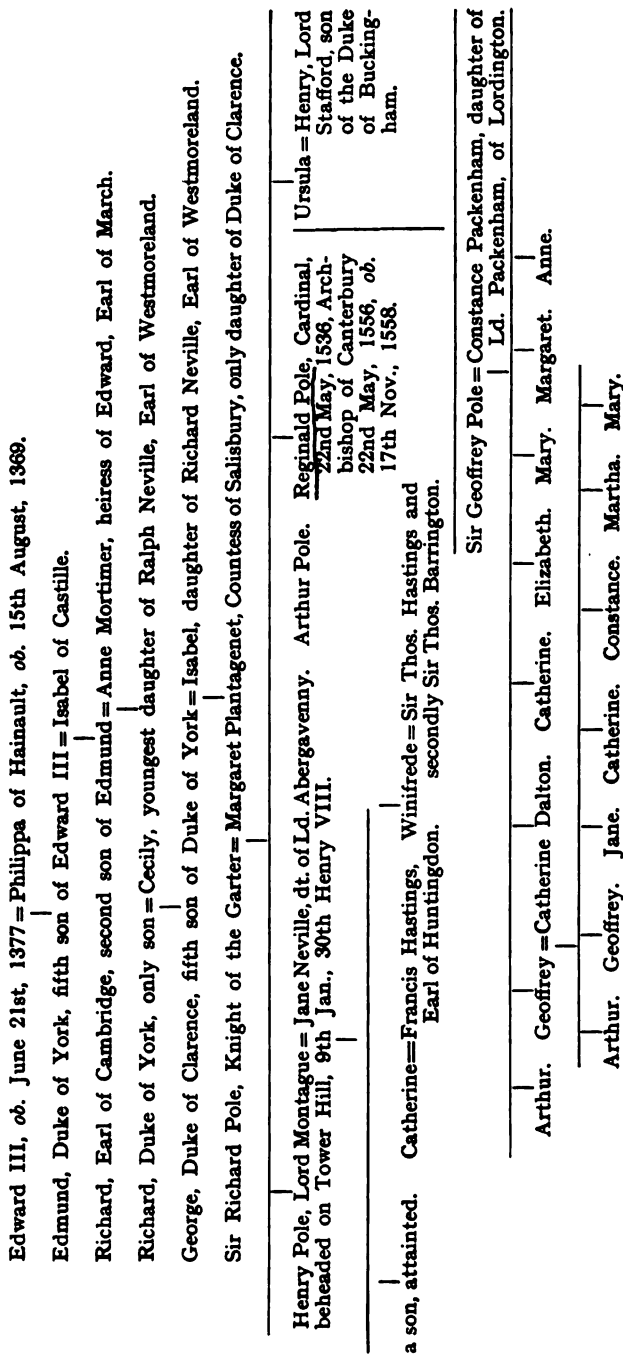 Edward III, ob. June 21st, 1377=Philippa of Hainault, ob. 15th August, 1369.
Edmund, Duke of York, fifth son of Edward III=Isabel of Castille.
Richard, Earl of Cambridge, second son of Edmund=Anne Mortimer, heiress of Edward, Earl of March.
Richard, Duke of York, only son=Cecily, youngest daughter of Ralph Neville, Earl of Westmoreland.
George, Duke of Clarence, fifth son of Duke of York=Isabel, daughter of Richard Neville, Earl of Westmoreland.
Sir Richard Pole, Knight of the Garter=Margaret Plantagenet, Countess of Salisbury, only daughter of Duke of Clarence.
Henry Pole, Lord Montague=Jane Neville, dt. of Ld. Abergavenny.
beheaded on Tower Hill, 9th Jan., 30th Henry VIII.
Arthur Pole.
Reginald Pole, Cardinal,
22nd May, 1536, Arch-
bishop of Canterbury
22nd May, 1556, ob.
17th Nov., 1558.
Ursula=Henry, Lord
Stafford, son
of the Duke
of Bucking-
ham.
a son, attainted.
Catherine=Francis Hastings,
Earl of Huntingdon.
Winifrede=Sir Thos. Hastings and
secondly Sir Thos. Barrington.
Sir Geoffrey Pole=Constance Packenham, daughter of
Ld. Packenham, of Lordington.
Arthur. Geoffrey=Catherine Dalton. Catherine. Elizabeth. Mary. Margaret. Anne.
Arthur. Geoffrey. Jane. Catherine. Constance. Martha. Mary.